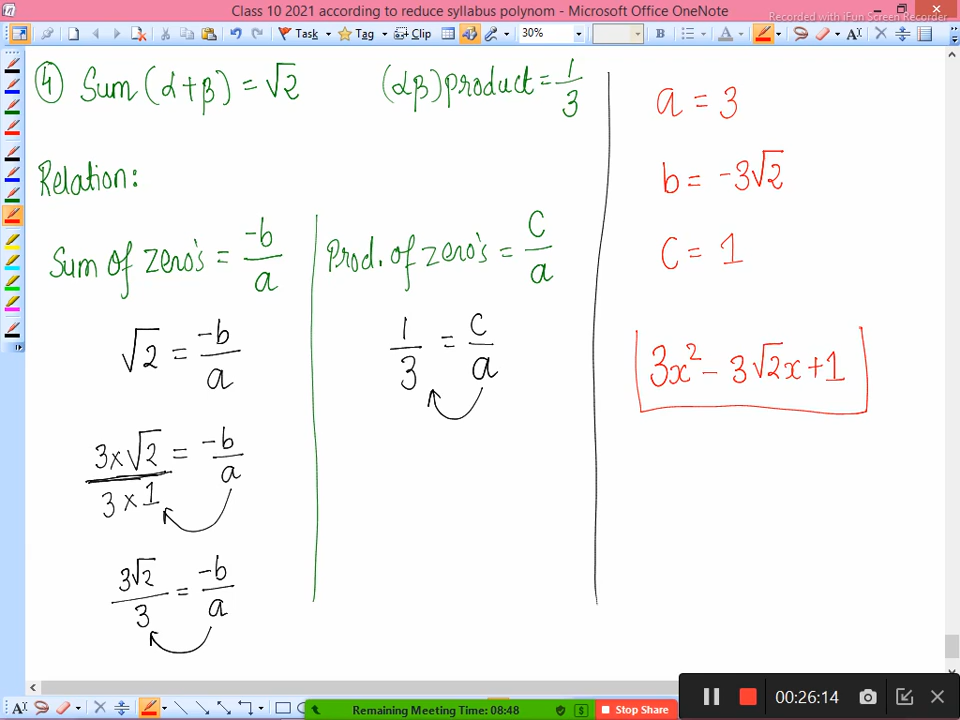 Class 10 2021 according to reduce syllabus polynom - Microsoft Office OneNote
Recorded with iFun Screen Recorder
Task Tag Clip 30% B A
④ Sum (α+β) = √2 (αβ) product = 1/3
Relation:
Sum of zero's = -b/a
√2 = -b/a
3×√2/3×1 = -b/a
3√2/3 = -b/a
Prod. of zero's = c/a
1/3 = c/a
a = 3
b = -3√2
c = 1
3x² - 3√2x + 1
A
Remaining Meeting Time: 08:48 Stop Share
00:26:14